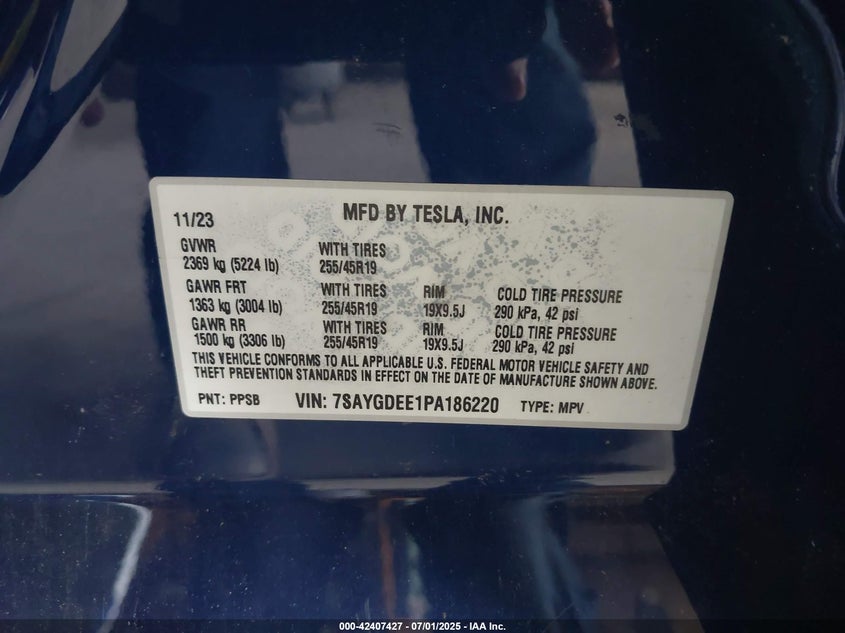 11/23
MFD BY TESLA, INC.
GVWR
2369 kg (5224 lb)
WITH TIRES
255/45R19
GAWR FRT
1363 kg (3004 lb)
WITH TIRES
255/45R19
RIM
19X9.5J
COLD TIRE PRESSURE
290 kPa, 42 psi
GAWR RR
1500 kg (3306 lb)
WITH TIRES
255/45R19
RIM
19X9.5J
COLD TIRE PRESSURE
290 kPa, 42 psi
THIS VEHICLE CONFORMS TO ALL APPLICABLE U.S. FEDERAL MOTOR VEHICLE SAFETY AND
THEFT PREVENTION STANDARDS IN EFFECT ON THE DATE OF MANUFACTURE SHOWN ABOVE.
PNT: PPSB VIN: 7SAYGDEE1PA186220 TYPE: MPV
000-42407427 - 07/01/2025 - IAA Inc.